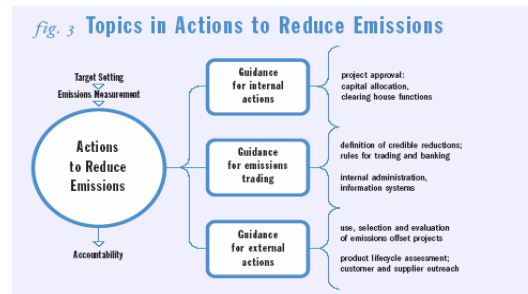 fig. 3 Topics in Actions to Reduce Emissions
Target Setting
Emissions Measurement
Actions
to Reduce
Emissions
Accountability
Guidance
for internal
actions
project approval:
capital allocation,
clearing house functions
Guidance
for emissions
trading
definition of credible reductions;
rules for trading and banking
internal administration,
information systems
Guidance
for external
actions
use, selection and evaluation
of emissions offset projects
product lifecycle assessment;
customer and supplier outreach